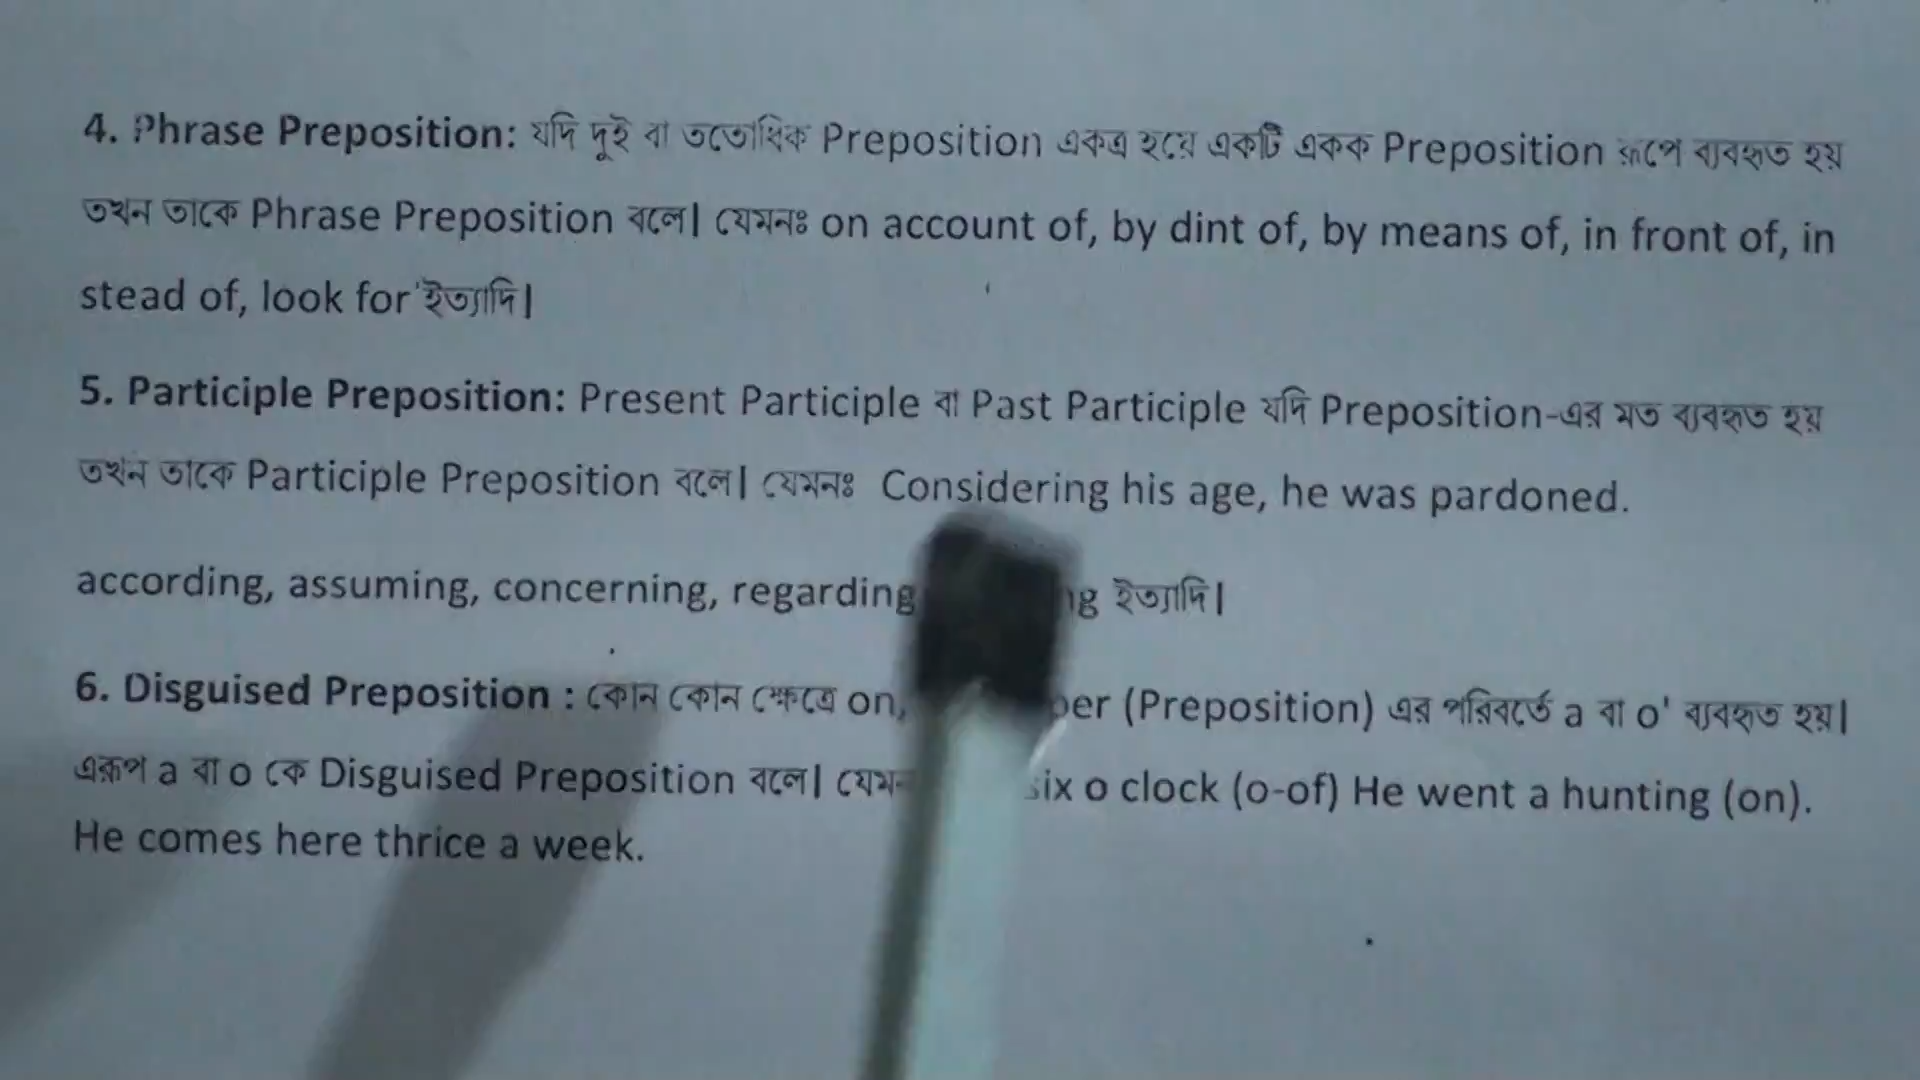 4. Phrase Preposition: যদি দুই বা ততোধিক Preposition একত্র হয়ে একটি একক Preposition রূপে ব্যবহৃত হয়
তখন তাকে Phrase Preposition বলে। যেমনঃ on account of, by dint of, by means of, in front of, in
stead of, look for ইত্যাদি।
5. Participle Preposition: Present Participle বা Past Participle যদি Preposition-এর মত ব্যবহৃত হয়
তখন তাকে Participle Preposition বলে। যেমনঃ Considering his age, he was pardoned.
according, assuming, concerning, regarding ইত্যাদি।
6. Disguised Preposition : কোন কোন ক্ষেত্রে on, (Preposition) এর পরিবর্তে a বা o' ব্যবহৃত হয়।
এরূপ a বা o কে Disguised Preposition বলে। six o clock (o-of) He went a hunting (on).
He comes here thrice a week.